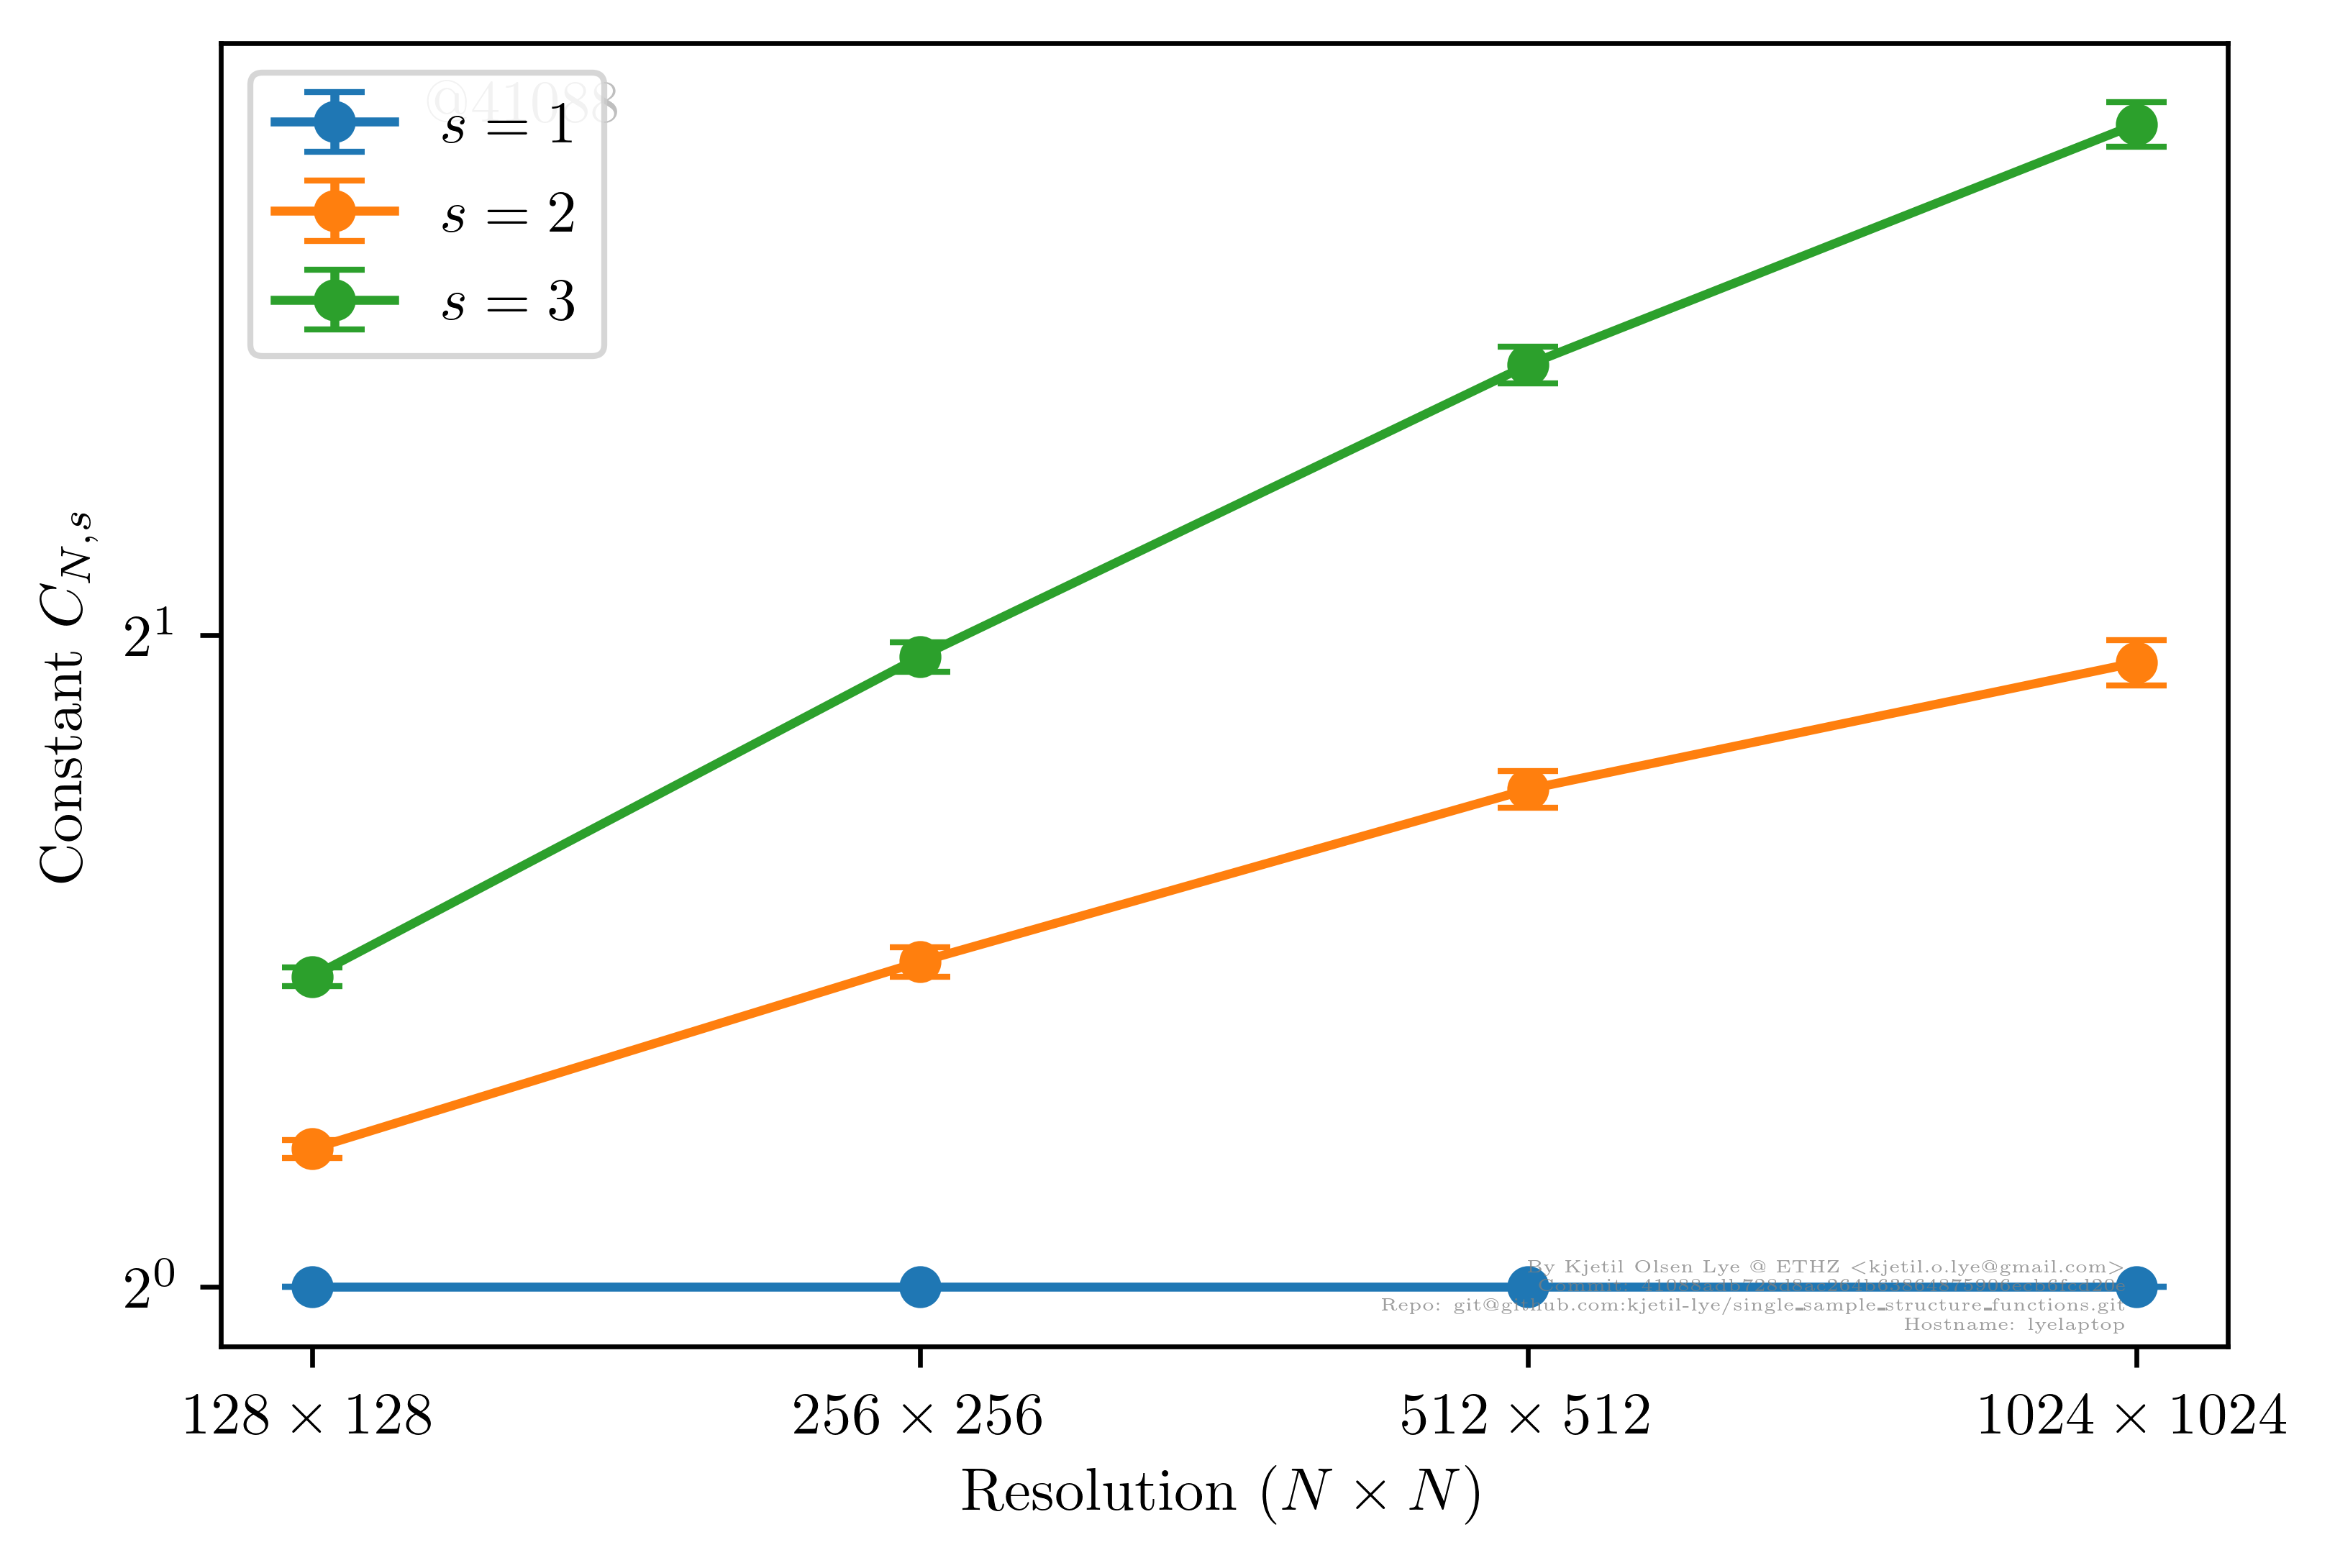 @41088
s = 1
s = 2
s = 3
Constant C_{N,s}
2^1
2^0
By Kjetil Olsen Lye @ ETHZ <kjetil.o.lye@gmail.com>
Commit:
Repo: git@github.com:kjetil-lye/single_sample_structure_functions.git
Hostname: lyelaptop
128 × 128
256 × 256
512 × 512
1024 × 1024
Resolution (N × N)